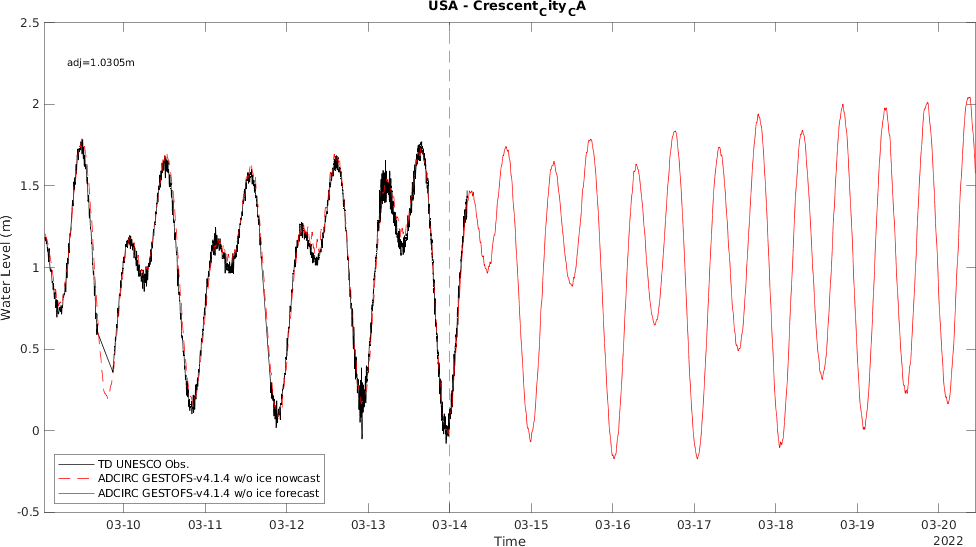 USA - CrescentCityCA
adj=1.0305m
2.5
2
1.5
1
0.5
0
-0.5
Water Level (m)
TD UNESCO Obs.
ADCIRC GESTOFS-v4.1.4 w/o ice nowcast
ADCIRC GESTOFS-v4.1.4 w/o ice forecast
03-10 03-11 03-12 03-13 03-14 03-15 03-16 03-17 03-18 03-19 03-20
Time
2022